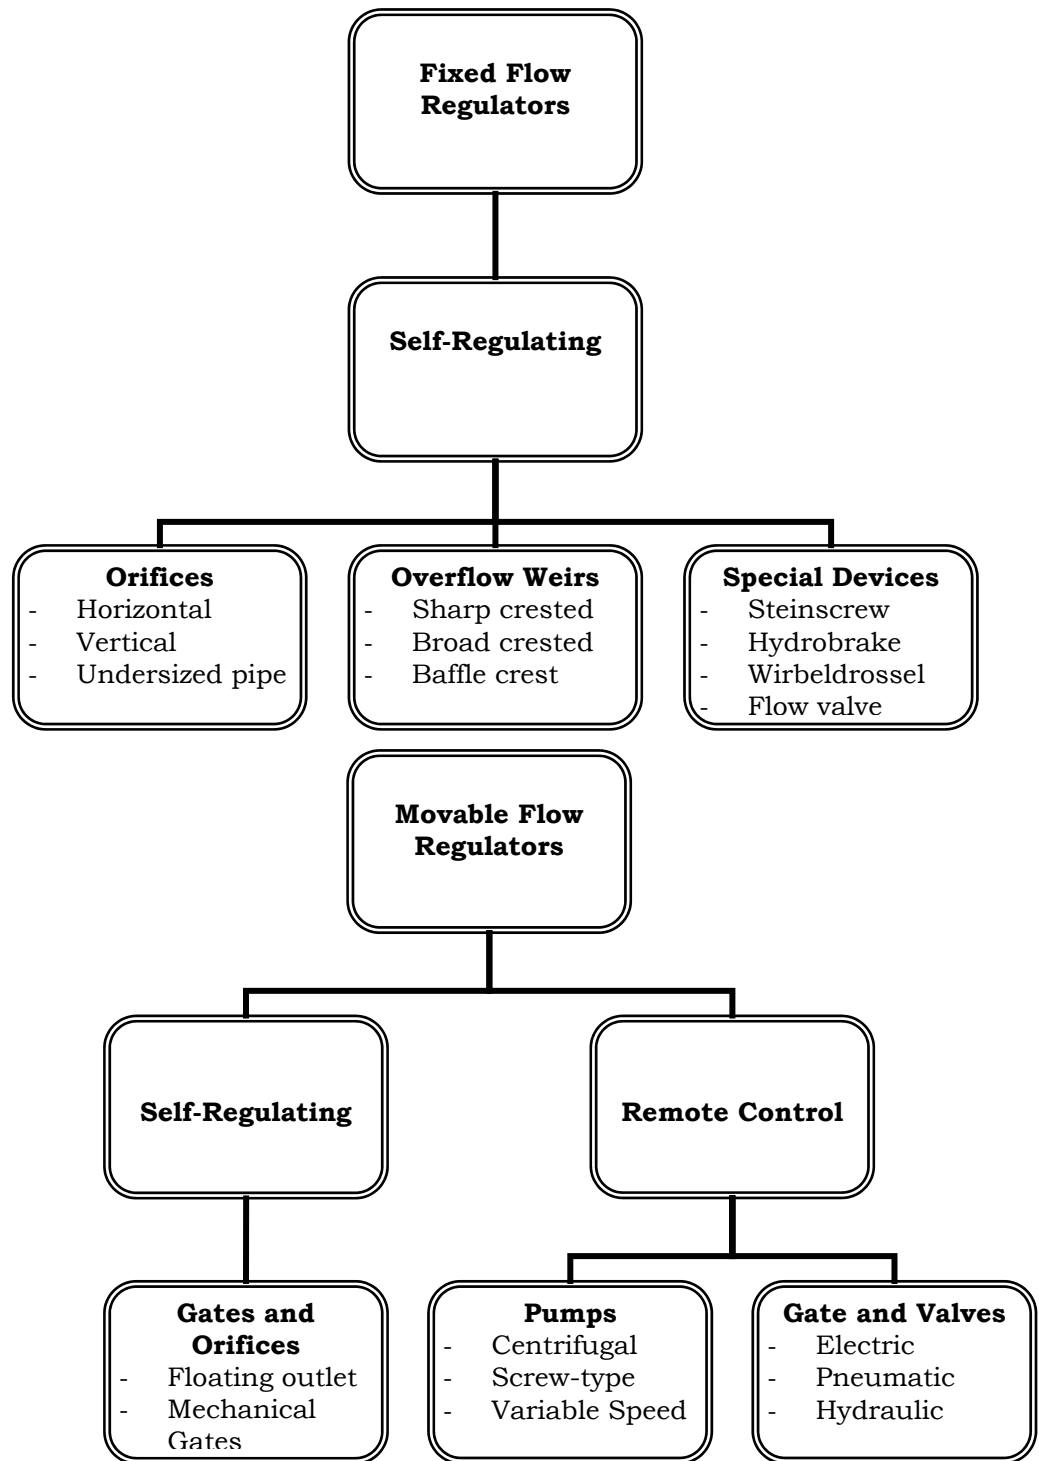 Fixed Flow
Regulators
Self-Regulating
Orifices
- Horizontal
- Vertical
- Undersized pipe
Overflow Weirs
- Sharp crested
- Broad crested
- Baffle crest
Special Devices
- Steinscrew
- Hydrobrake
- Wirbeldrossel
- Flow valve
Movable Flow
Regulators
Self-Regulating
Remote Control
Gates and
Orifices
- Floating outlet
- Mechanical
Gates
Pumps
- Centrifugal
- Screw-type
- Variable Speed
Gate and Valves
- Electric
- Pneumatic
- Hydraulic